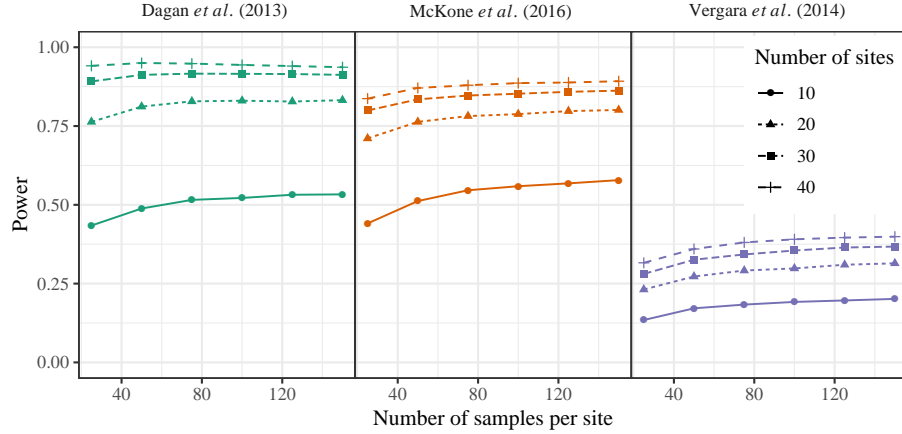 Dagan et al. (2013) McKone et al. (2016) Vergara et al. (2014)
1.00
0.75
0.50
0.25
0.00
Power
Number of sites
10
20
30
40
40 80 120 40 80 120 40 80 120
Number of samples per site